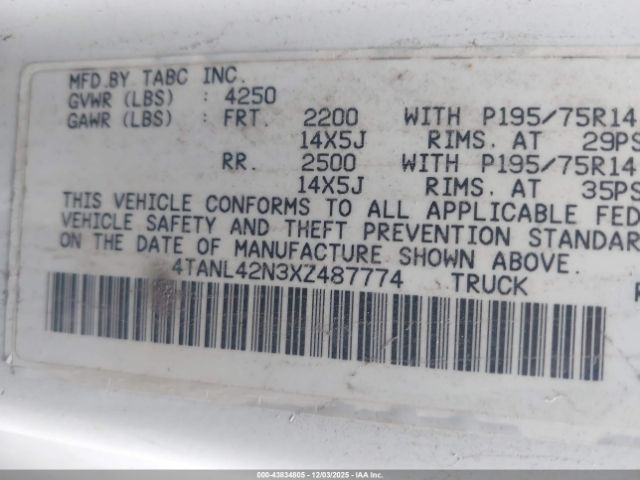 MFD.BY TABC INC.
GVWR (LBS) : 4250
GAWR (LBS) : FRT. 2200 WITH P195/75R14
14X5J RIMS. AT 29PS
RR. 2500 WITH P195/75R14
14X5J RIMS. AT 35PS
THIS VEHICLE CONFORMS TO ALL APPLICABLE FED
VEHICLE SAFETY AND THEFT PREVENTION STANDAR
ON THE DATE OF MANUFACTURE SHOWN ABOVE.
4TANL42N3XZ487774 TRUCK
000-43834805 - 12/03/2025 - IAA Inc.